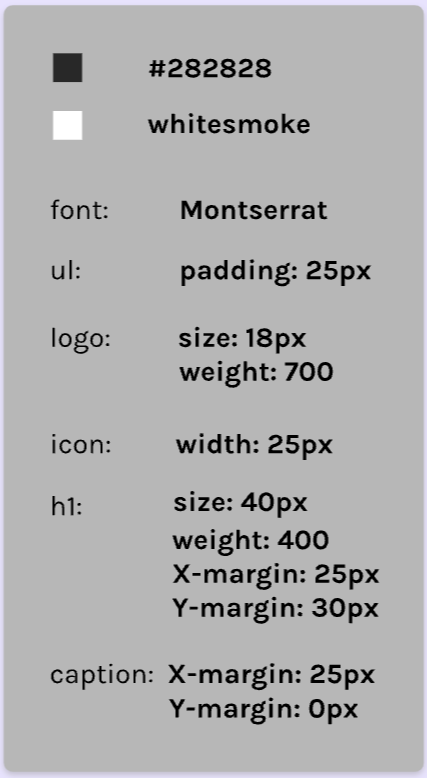 #282828
whitesmoke
font: Montserrat
ul: padding: 25px
logo: size: 18px
weight: 700
icon: width: 25px
h1: size: 40px
weight: 400
X-margin: 25px
Y-margin: 30px
caption: X-margin: 25px
Y-margin: 0px